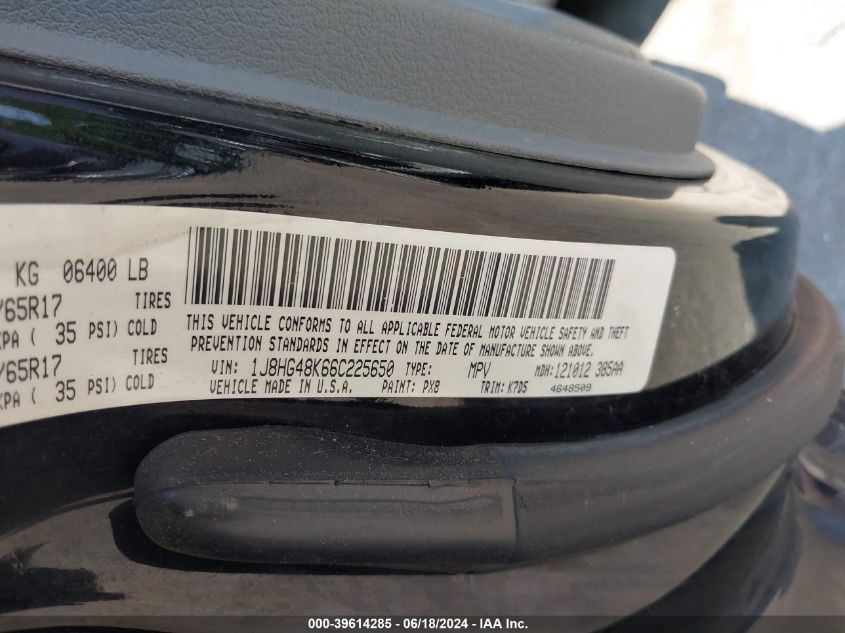 KG 06400 LB
/65R17 TIRES
KPA ( 35 PSI) COLD
/65R17 TIRES
KPA ( 35 PSI) COLD
THIS VEHICLE CONFORMS TO ALL APPLICABLE FEDERAL MOTOR VEHICLE SAFETY AND THEFT
PREVENTION STANDARDS IN EFFECT ON THE DATE OF MANUFACTURE SHOWN ABOVE.
VIN: 1J8HG48K66C225650 TYPE: MPV MDH:121012 385AA
VEHICLE MADE IN U.S.A. PAINT: PX8 TRIM: K7D5 4648509
000-39614285 - 06/18/2024 - IAA Inc.